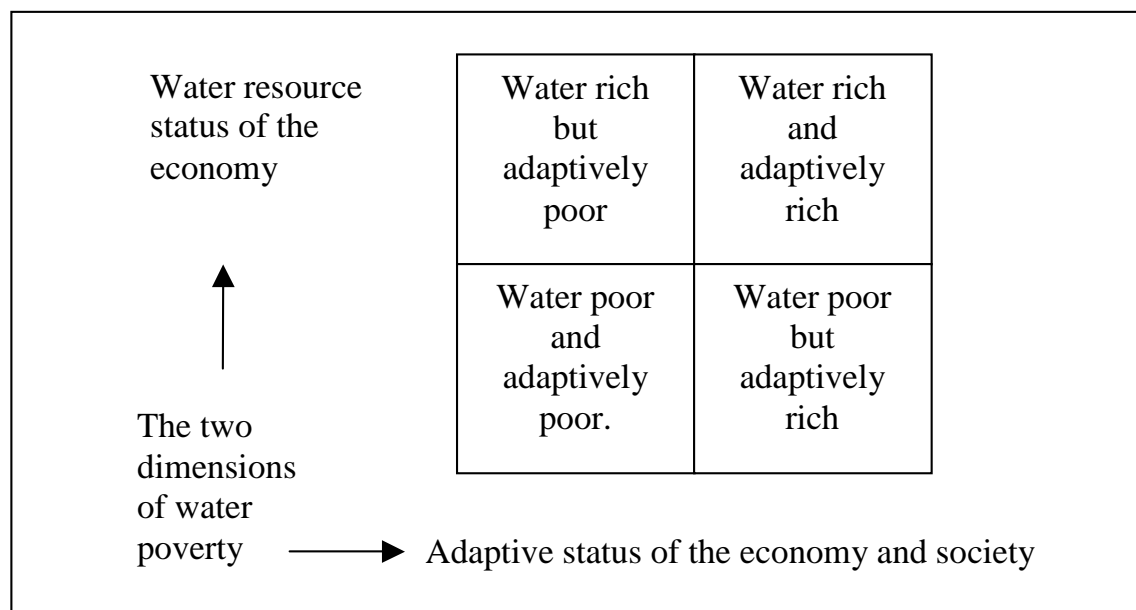 Water resource
status of the
economy
Water rich
but
adaptively
poor
Water rich
and
adaptively
rich
Water poor
and
adaptively
poor.
Water poor
but
adaptively
rich
The two
dimensions
of water
poverty
Adaptive status of the economy and society